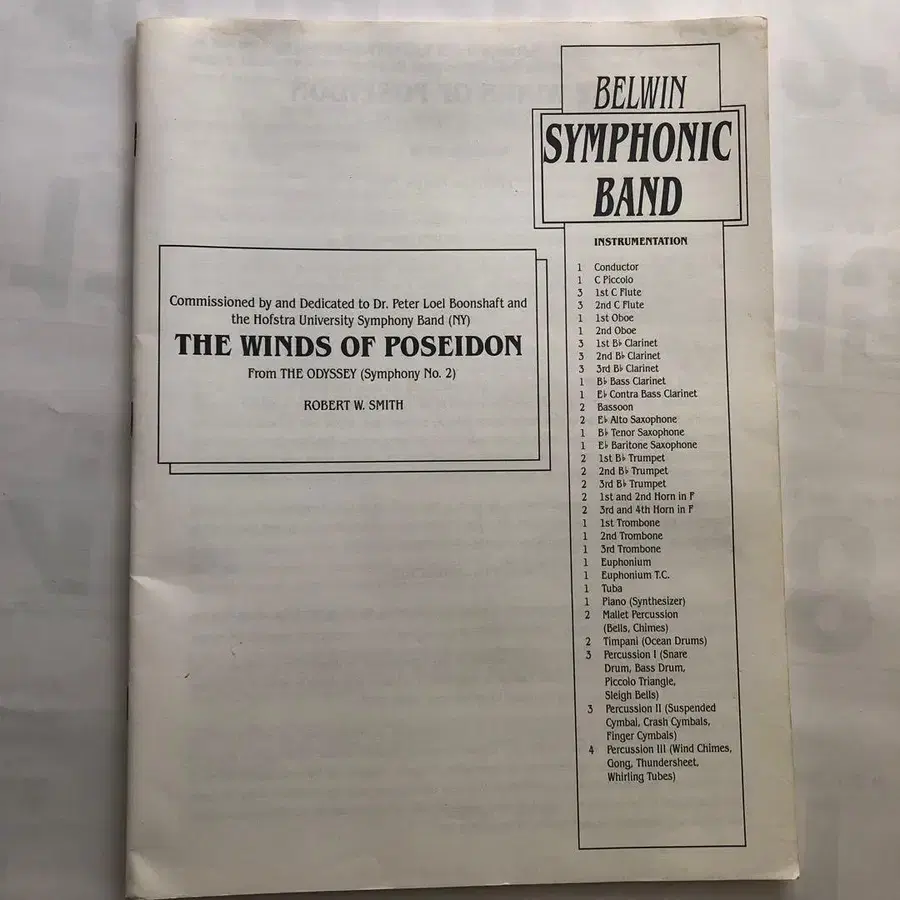 BELWIN
SYMPHONIC
BAND
Commissioned by and Dedicated to Dr. Peter Loel Boonshaft and
the Hofstra University Symphony Band (NY)
THE WINDS OF POSEIDON
From THE ODYSSEY (Symphony No. 2)
ROBERT W. SMITH
INSTRUMENTATION
1 Conductor
1 C Piccolo
3 1st C Flute
3 2nd C Flute
1 1st Oboe
1 2nd Oboe
3 1st B♭ Clarinet
3 2nd B♭ Clarinet
3 3rd B♭ Clarinet
1 B♭ Bass Clarinet
1 E♭ Contra Bass Clarinet
2 Bassoon
2 E♭ Alto Saxophone
1 B♭ Tenor Saxophone
1 E♭ Baritone Saxophone
2 1st B♭ Trumpet
2 2nd B♭ Trumpet
2 3rd B♭ Trumpet
2 1st and 2nd Horn in F
2 3rd and 4th Horn in F
1 1st Trombone
1 2nd Trombone
1 3rd Trombone
1 Euphonium
1 Euphonium T.C.
1 Tuba
1 Piano (Synthesizer)
2 Mallet Percussion
(Bells, Chimes)
2 Timpani (Ocean Drums)
3 Percussion I (Snare
Drum, Bass Drum,
Piccolo Triangle,
Sleigh Bells)
3 Percussion II (Suspended
Cymbal, Crash Cymbals,
Finger Cymbals)
4 Percussion III (Wind Chimes,
Gong, Thundersheet,
Whirling Tubes)